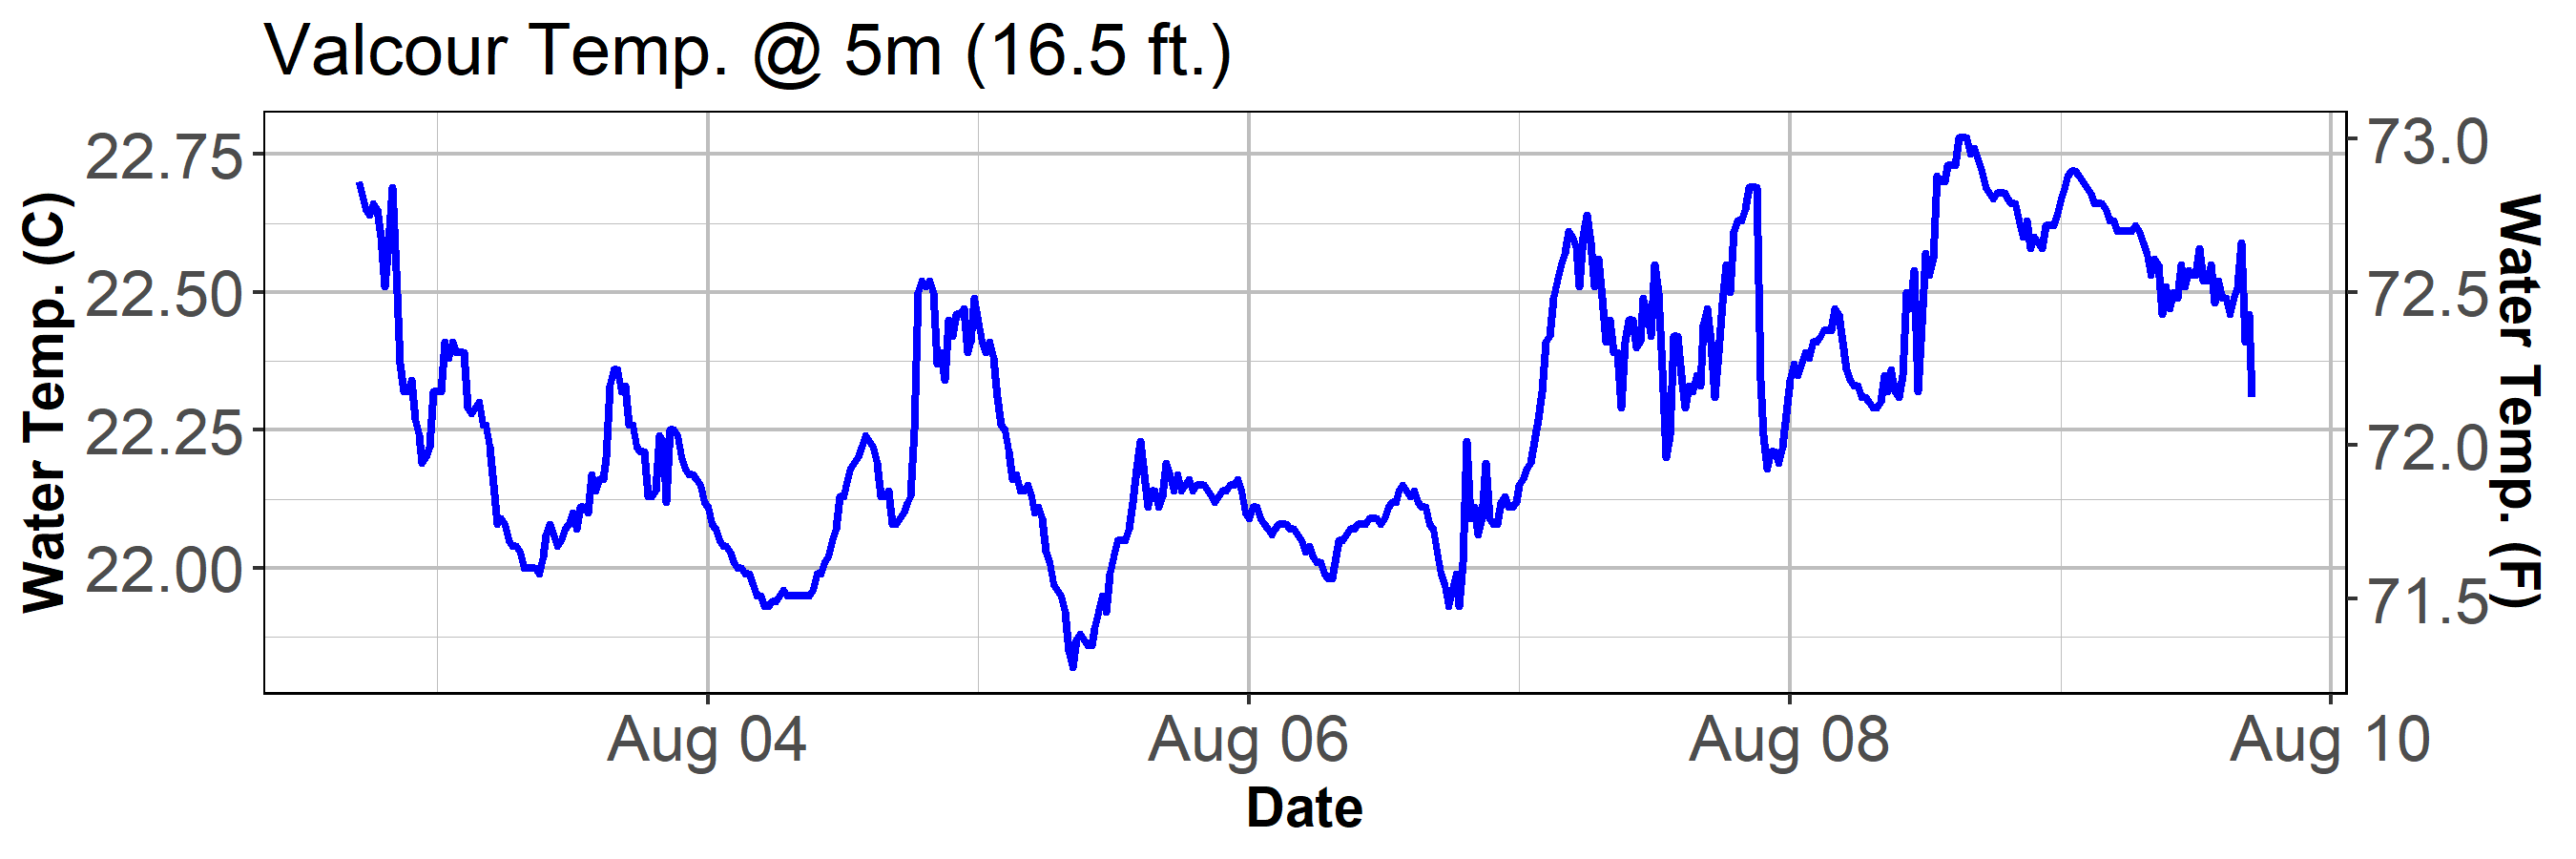 Valcour Temp. @ 5m (16.5 ft.)
Water Temp. (C)
22.75
22.50
22.25
22.00
73.0
72.5
72.0
71.5
Water Temp. (F)
Aug 04 Aug 06 Aug 08 Aug 10
Date